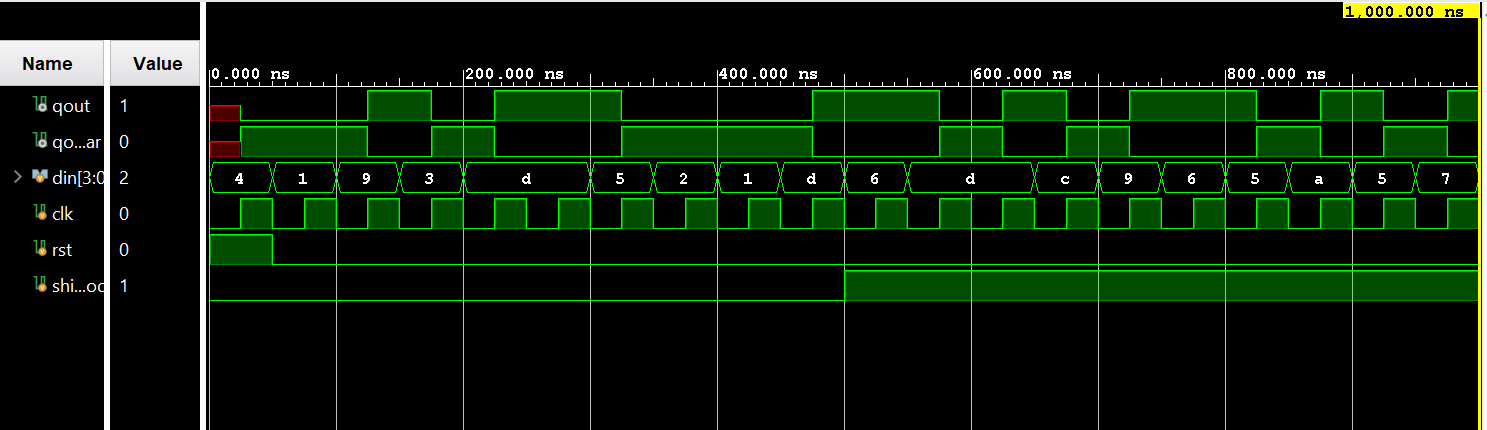 1,000.000 ns
Name Value
0.000 ns 200.000 ns 400.000 ns 600.000 ns 800.000 ns
qout 1
qo...ar 0
din[3:0 2 4 1 9 3 d 5 2 1 d 6 d c 9 6 5 a 5 7
clk 0
rst 0
shi...oc 1